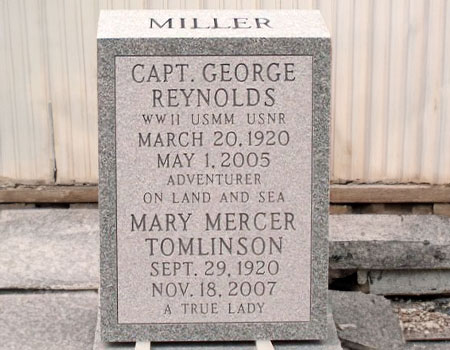 MILLER
CAPT. GEORGE
REYNOLDS
WWII USMM USNR
MARCH 20, 1920
MAY 1, 2005
ADVENTURER
ON LAND AND SEA
MARY MERCER
TOMLINSON
SEPT. 29, 1920
NOV. 18, 2007
A TRUE LADY